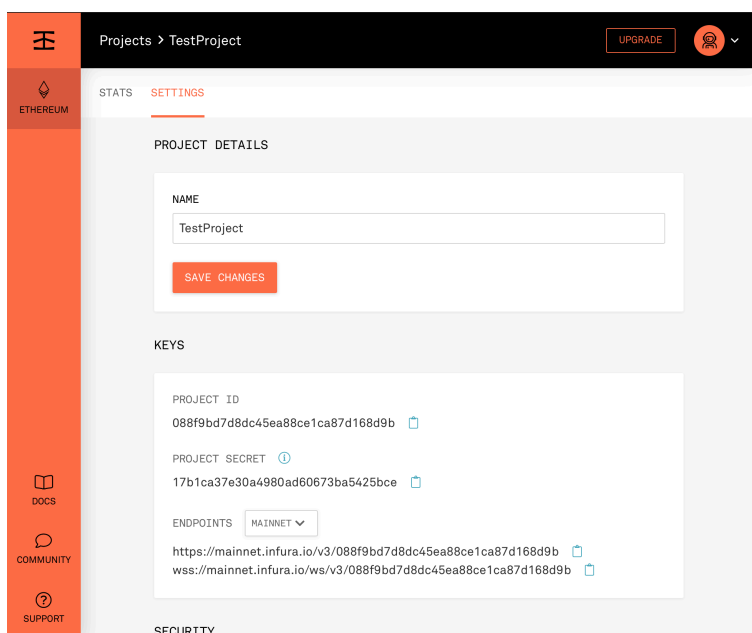 Projects > TestProject
UPGRADE
ETHEREUM
STATS SETTINGS
PROJECT DETAILS
NAME
TestProject
SAVE CHANGES
KEYS
PROJECT ID
088f9bd7d8dc45ea88ce1ca87d168d9b
PROJECT SECRET
17b1ca37e30a4980ad60673ba5425bce
ENDPOINTS MAINNET
https://mainnet.infura.io/v3/088f9bd7d8dc45ea88ce1ca87d168d9b
wss://mainnet.infura.io/ws/v3/088f9bd7d8dc45ea88ce1ca87d168d9b
SECURITY
DOCS
COMMUNITY
SUPPORT